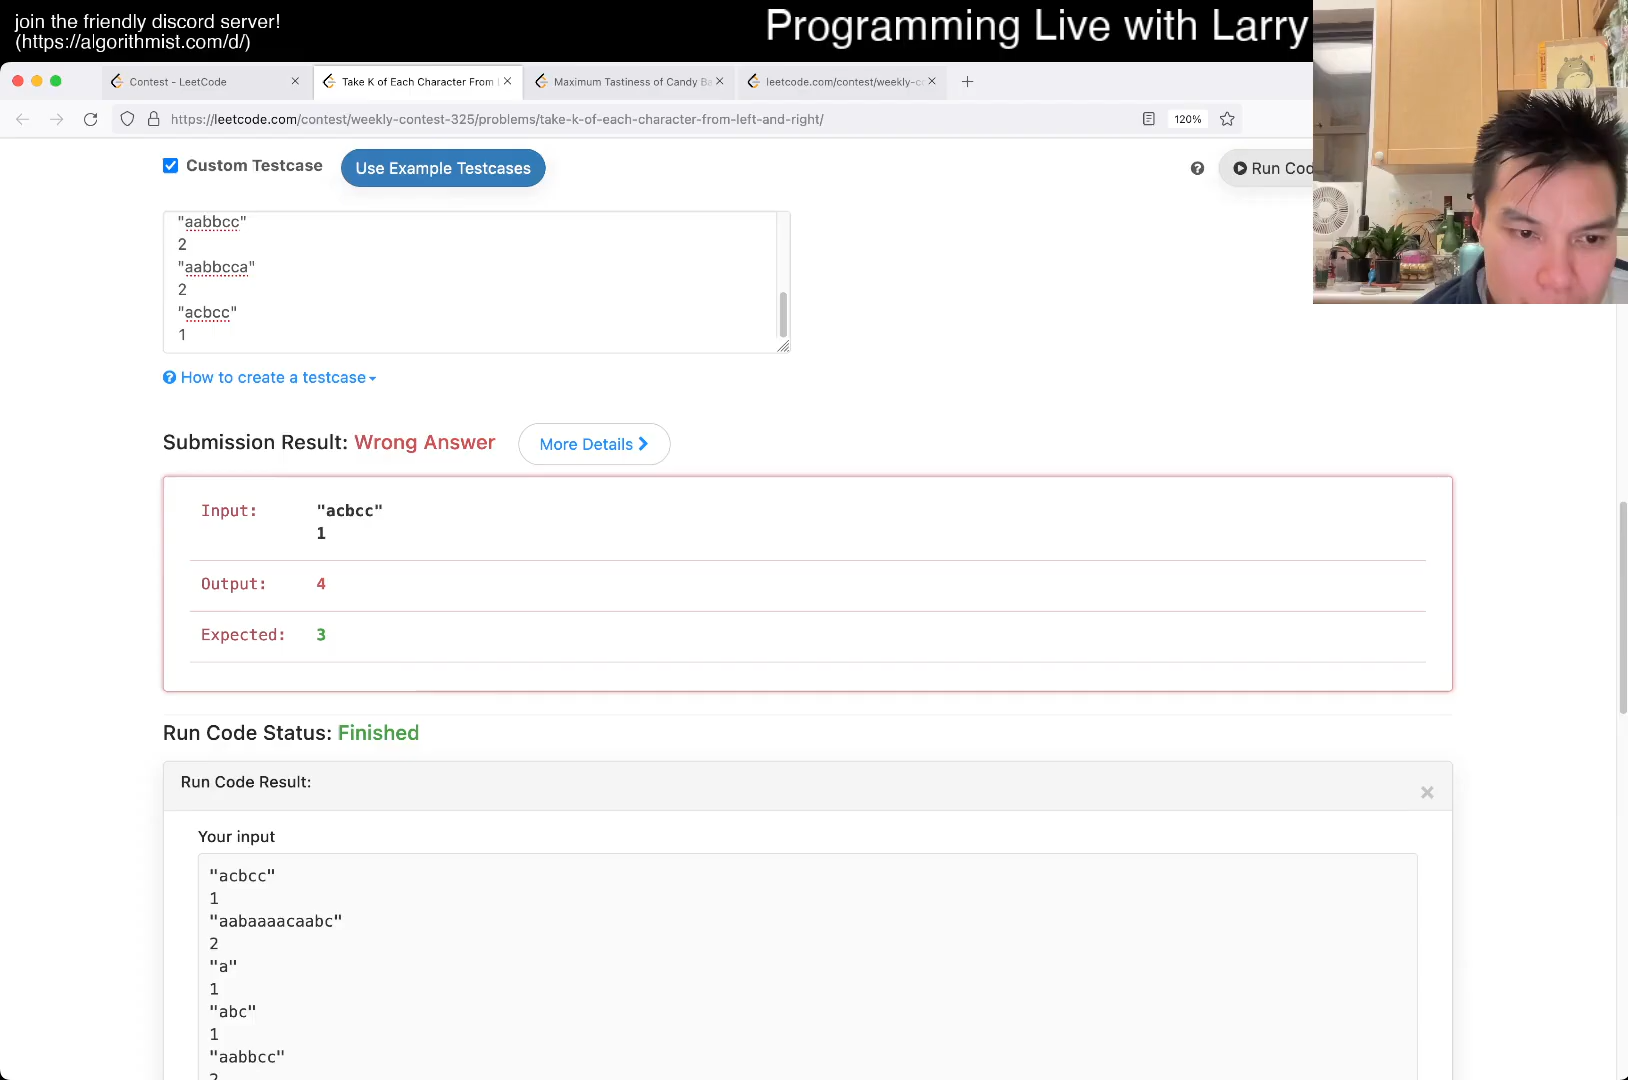 join the friendly discord server!
(https://algorithmist.com/d/)
Programming Live with Larry
Contest - LeetCode
Take K of Each Character From
Maximum Tastiness of Candy Ba
leetcode.com/contest/weekly-co
https://leetcode.com/contest/weekly-contest-325/problems/take-k-of-each-character-from-left-and-right/
120%
Custom Testcase
Use Example Testcases
Run Cod
"aabbcc"
2
"aabbcca"
2
"acbcc"
1
How to create a testcase
Submission Result: Wrong Answer
More Details
Input: "acbcc"
1
Output: 4
Expected: 3
Run Code Status: Finished
Run Code Result:
Your input
"acbcc"
1
"aabaaaacaabc"
2
"a"
1
"abc"
1
"aabbcc"
2